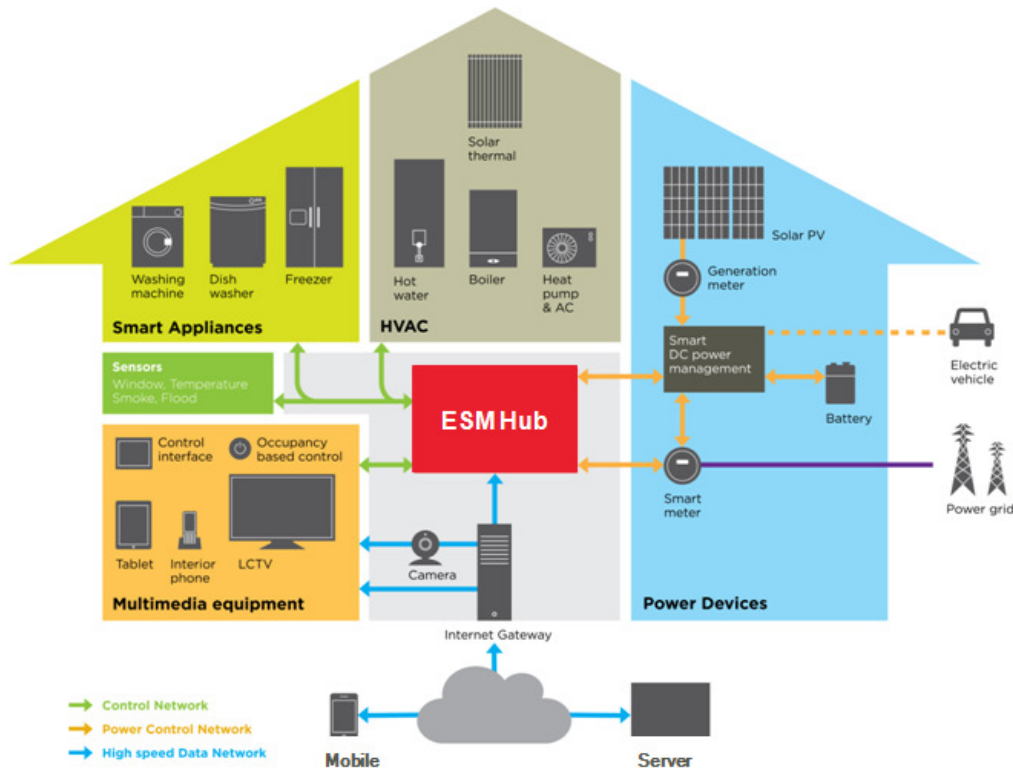 Solar
thermal
Solar PV
Washing
machine
Dish
washer
Freezer
Hot
water
Boiler
Heat
pump
& AC
Generation
meter
Smart Appliances
HVAC
Smart
DC power
management
Electric
vehicle
Battery
Sensors
Window, Temperature
Smoke, Flood
ESM Hub
Control
interface
Occupancy
based control
Smart
meter
Power grid
Tablet
Interior
phone
LCTV
Camera
Multimedia equipment
Power Devices
Internet Gateway
Control Network
Power Control Network
High speed Data Network
Mobile
Server